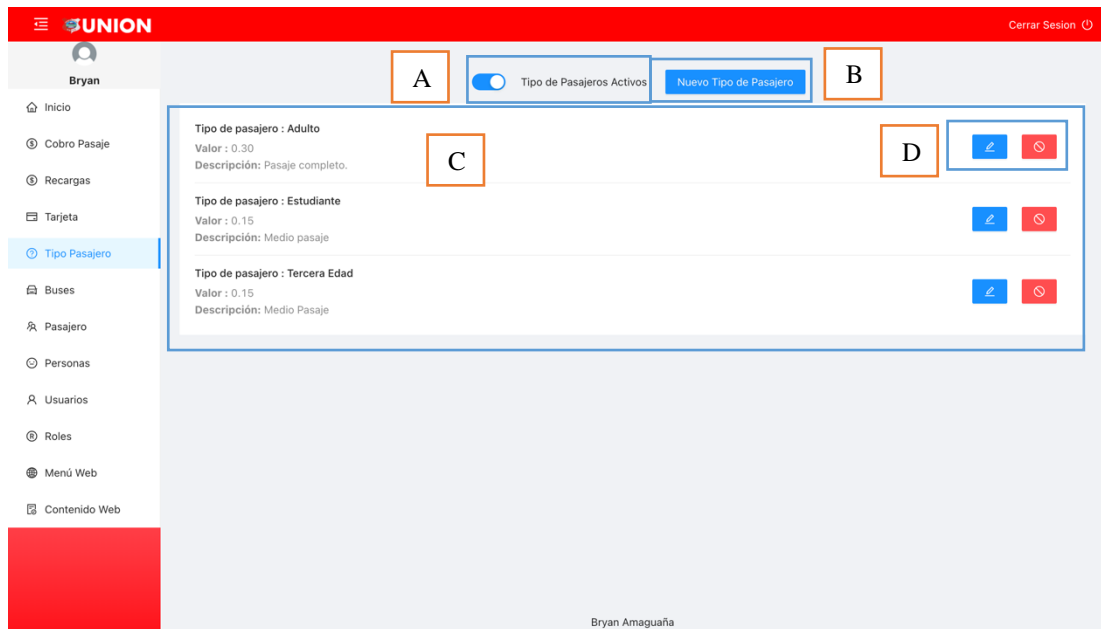 UNION
Cerrar Sesion
Bryan
A
Tipo de Pasajeros Activos
Nuevo Tipo de Pasajero
B
Inicio
Cobro Pasaje
Recargas
Tarjeta
Tipo Pasajero
Buses
Pasajero
Personas
Usuarios
Roles
Menú Web
Contenido Web
Tipo de pasajero : Adulto
Valor : 0.30
Descripción: Pasaje completo.
C
D
Tipo de pasajero : Estudiante
Valor : 0.15
Descripción: Medio pasaje
Tipo de pasajero : Tercera Edad
Valor : 0.15
Descripción: Medio Pasaje
Bryan Amaguaña